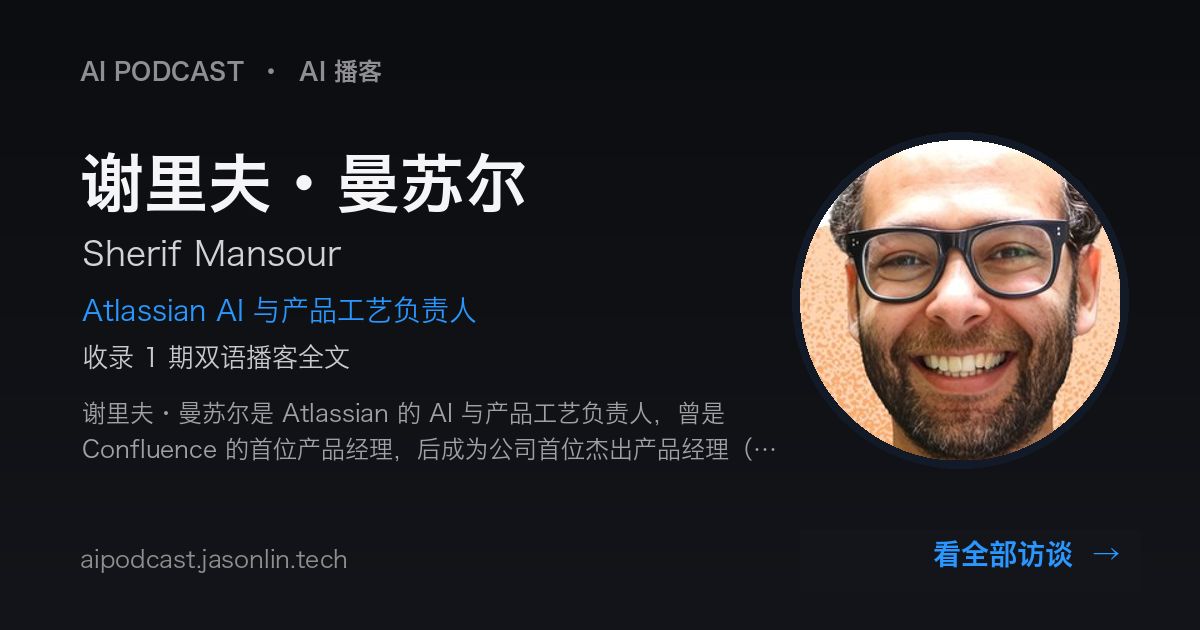 AI PODCAST · AI 播客
谢里夫・曼苏尔
Sherif Mansour
Atlassian AI 与产品工艺负责人
收录 1 期双语播客全文
谢里夫・曼苏尔是 Atlassian 的 AI 与产品工艺负责人，曾是
Confluence 的首位产品经理，后成为公司首位杰出产品经理（…
aipodcast.jasonlin.tech
看全部访谈 →